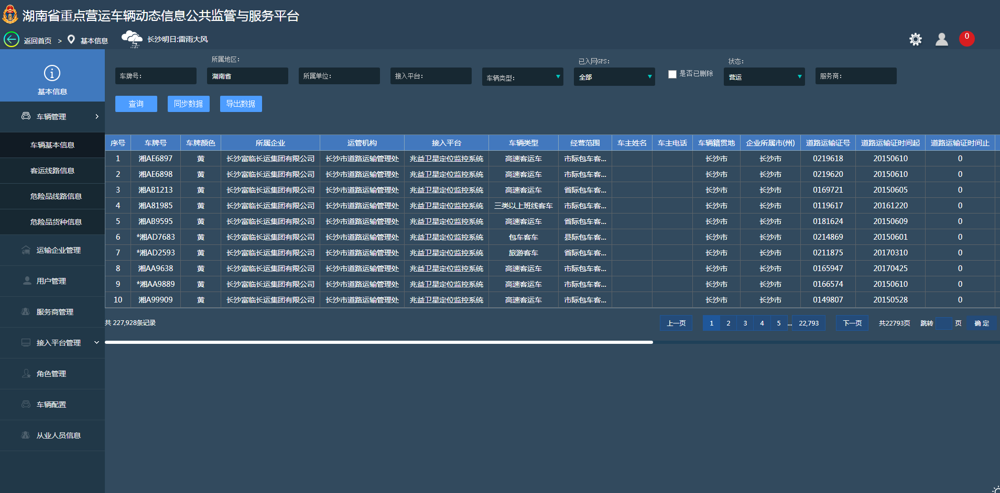 湖南省重点营运车辆动态信息公共监管与服务平台
返回首页 > 基本信息 长沙明日:雷雨大风 0
基本信息
车辆管理
车辆基本信息
客运线路信息
危险品线路信息
危险品货种信息
运输企业管理
用户管理
服务商管理
接入平台管理
角色管理
车辆配置
从业人员信息
所属地区： 已入网GPS： 状态：
车牌号： 湖南省 所属单位： 接入平台： 车辆类型： 全部 是否已删除 营运 服务商：
查询 同步数据 导出数据
序号 车牌号 车牌颜色 所属企业 运管机构 接入平台 车辆类型 经营范围 车主姓名 车主电话 车辆籍贯地 企业所属市(州) 道路运输证号 道路运输证时间起 道路运输证时间止
1 湘AE6897 黄 长沙富临长运集团有限公司 长沙市道路运输管理处 兆益卫星定位监控系统 高速客运车 市际包车客... 长沙市 长沙市 0219618 20150610 0
2 湘AE6898 黄 长沙富临长运集团有限公司 长沙市道路运输管理处 兆益卫星定位监控系统 高速客运车 市际包车客... 长沙市 长沙市 0219620 20150610 0
3 湘AB1213 黄 长沙富临长运集团有限公司 长沙市道路运输管理处 兆益卫星定位监控系统 高速客运车 省际包车客... 长沙市 长沙市 0169721 20150605 0
4 湘A81985 黄 长沙富临长运集团有限公司 长沙市道路运输管理处 兆益卫星定位监控系统 三类以上班线客车 市际包车客... 长沙市 长沙市 0119617 20161220 0
5 湘AB9595 黄 长沙富临长运集团有限公司 长沙市道路运输管理处 兆益卫星定位监控系统 高速客运车 省际包车客... 长沙市 长沙市 0181624 20150609 0
6 *湘AD7683 黄 长沙富临长运集团有限公司 长沙市道路运输管理处 兆益卫星定位监控系统 包车客车 县际包车客... 长沙市 长沙市 0214869 20150601 0
7 *湘AD2593 黄 长沙富临长运集团有限公司 长沙市道路运输管理处 兆益卫星定位监控系统 旅游客车 省际包车客... 长沙市 长沙市 0211875 20170310 0
8 湘AA9638 黄 长沙富临长运集团有限公司 长沙市道路运输管理处 兆益卫星定位监控系统 高速客运车 市际包车客... 长沙市 长沙市 0165947 20170425 0
9 *湘AA9889 黄 长沙富临长运集团有限公司 长沙市道路运输管理处 兆益卫星定位监控系统 高速客运车 市际包车客... 长沙市 长沙市 0166574 20150610 0
10 湘A99909 黄 长沙富临长运集团有限公司 长沙市道路运输管理处 兆益卫星定位监控系统 高速客运车 市际包车客... 长沙市 长沙市 0149807 20150528 0
共 227,928条记录 上一页 1 2 3 4 5 ... 22,793 下一页 共22793页 跳转 页 确 定